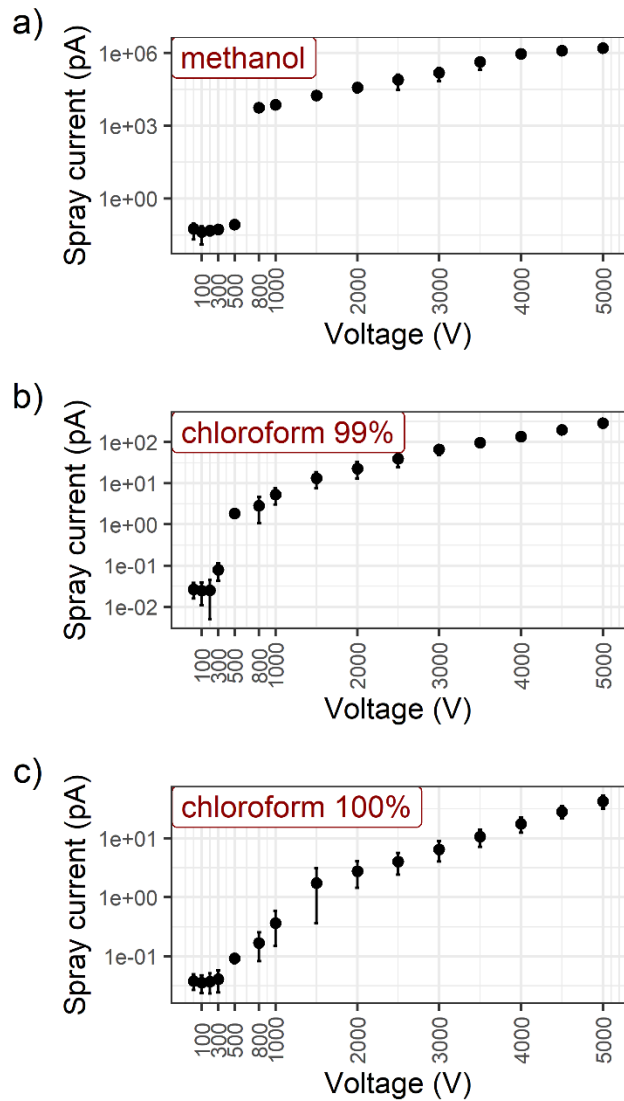 a)
methanol
Spray current (pA)
1e+06
1e+03
1e+00
100
300
500
800
1000
2000
3000
4000
5000
Voltage (V)
b)
chloroform 99%
Spray current (pA)
1e+02
1e+01
1e+00
1e-01
1e-02
100
300
500
800
1000
2000
3000
4000
5000
Voltage (V)
c)
chloroform 100%
Spray current (pA)
1e+01
1e+00
1e-01
100
300
500
800
1000
2000
3000
4000
5000
Voltage (V)